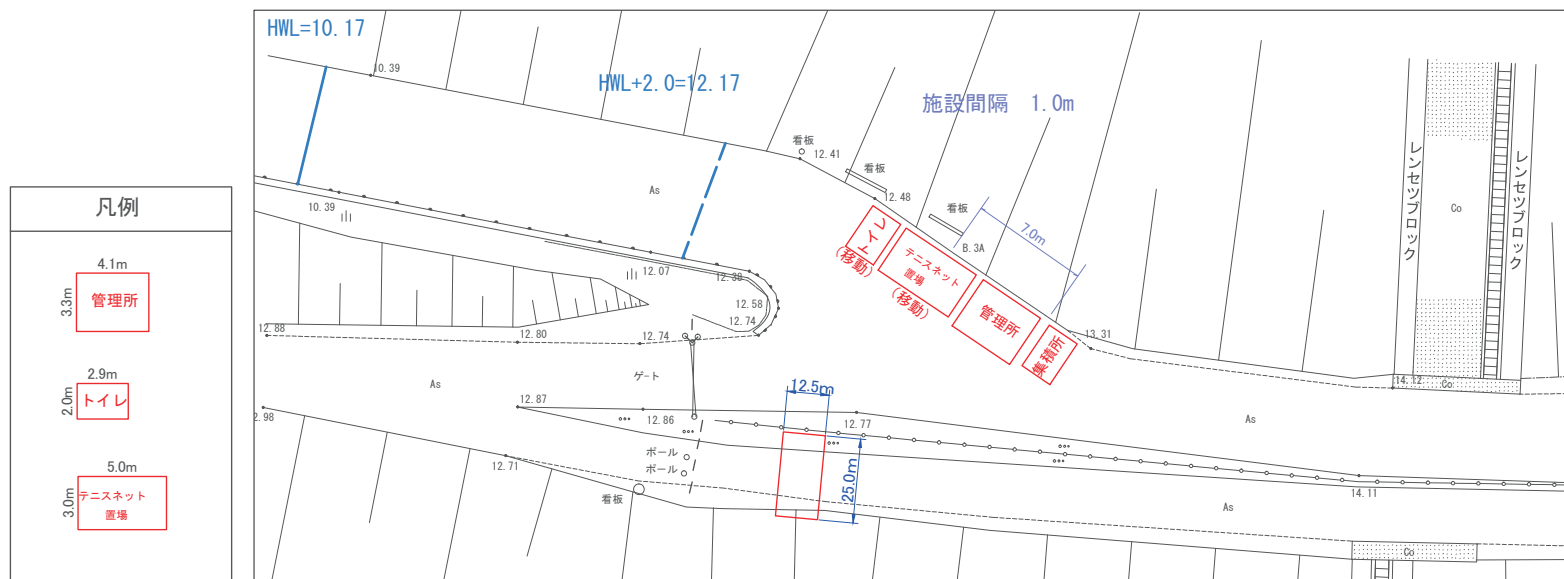 凡例
4.1m
3.3m
管理所
2.9m
2.0m
トイレ
5.0m
3.0m
テニスネット
置場
HWL=10.17
10.39
HWL+2.0=12.17
施設間隔 1.0m
看板
12.41
看板
12.48
看板
B.3A
7.0m
As
10.39
トイレ
(移動)
テニスネット
置場
(移動)
管理所
集積所
13.31
12.07
12.38
12.58
12.74
12.88
12.80
12.74
レンセツブロック
Co
レンセツブロック
14.12
Co
As
ゲート
12.5m
12.87
12.86
12.77
As
2.98
ポール
ポール
25.0m
12.71
看板
14.11
As
Co